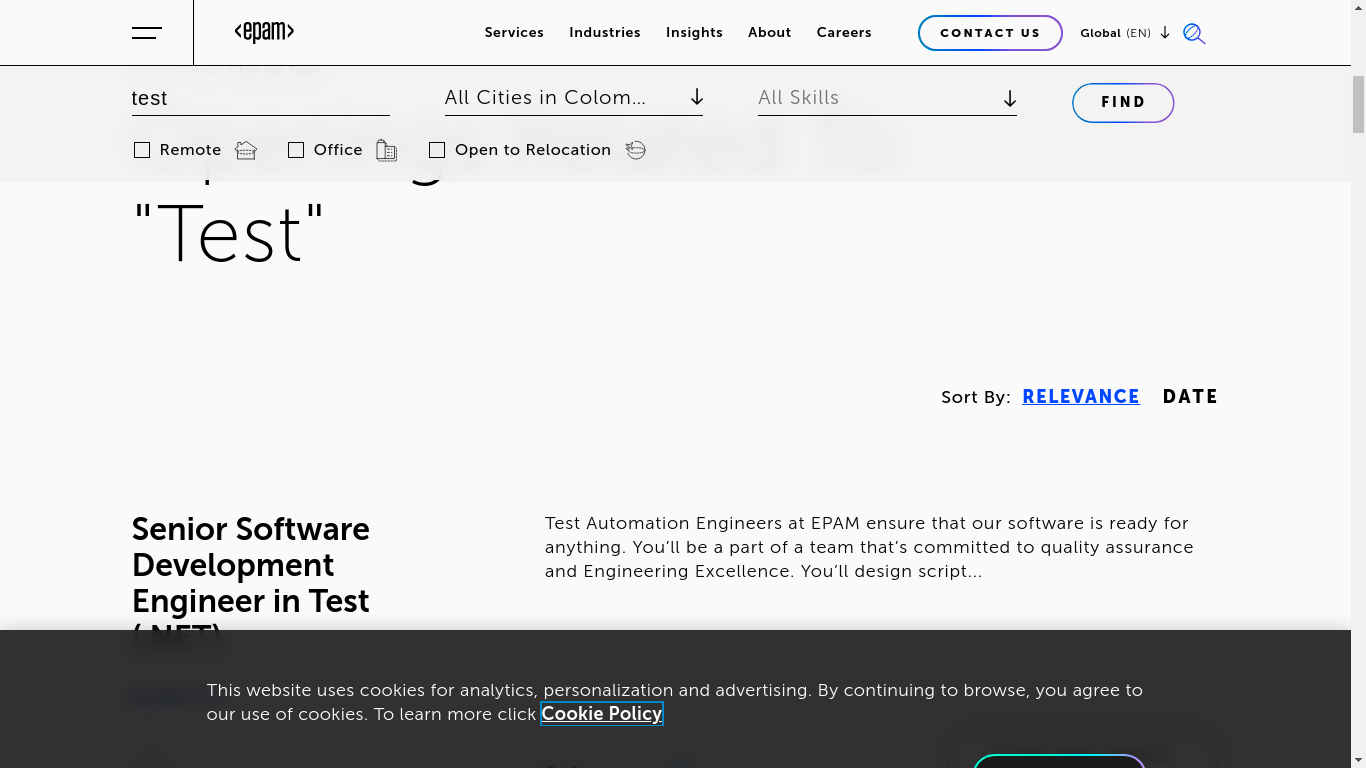 <epam>
Services Industries Insights About Careers CONTACT US Global (EN)
test All Cities in Colom... All Skills FIND
Remote Office Open to Relocation
"Test"
Sort By: RELEVANCE DATE
Senior Software
Development
Engineer in Test
(.NET)
Test Automation Engineers at EPAM ensure that our software is ready for
anything. You’ll be a part of a team that’s committed to quality assurance
and Engineering Excellence. You’ll design script...
This website uses cookies for analytics, personalization and advertising. By continuing to browse, you agree to
our use of cookies. To learn more click Cookie Policy